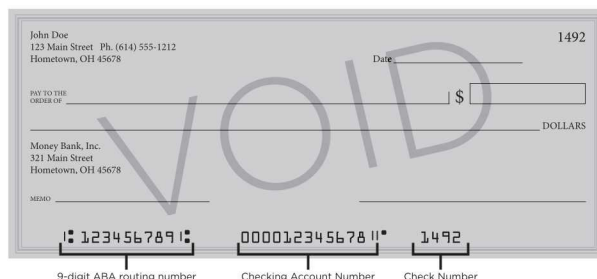 John Doe
1492
123 Main Street Ph. (614) 555-1212
Hometown, OH 45678
Date
PAY TO THE
ORDER OF
$
DOLLARS
VOID
Money Bank, Inc.
321 Main Street
Hometown, OH 45678
MEMO
⑆123456789⑆ 000012345678⑈ 1492
9-digit ABA routing number Checking Account Number Check Number